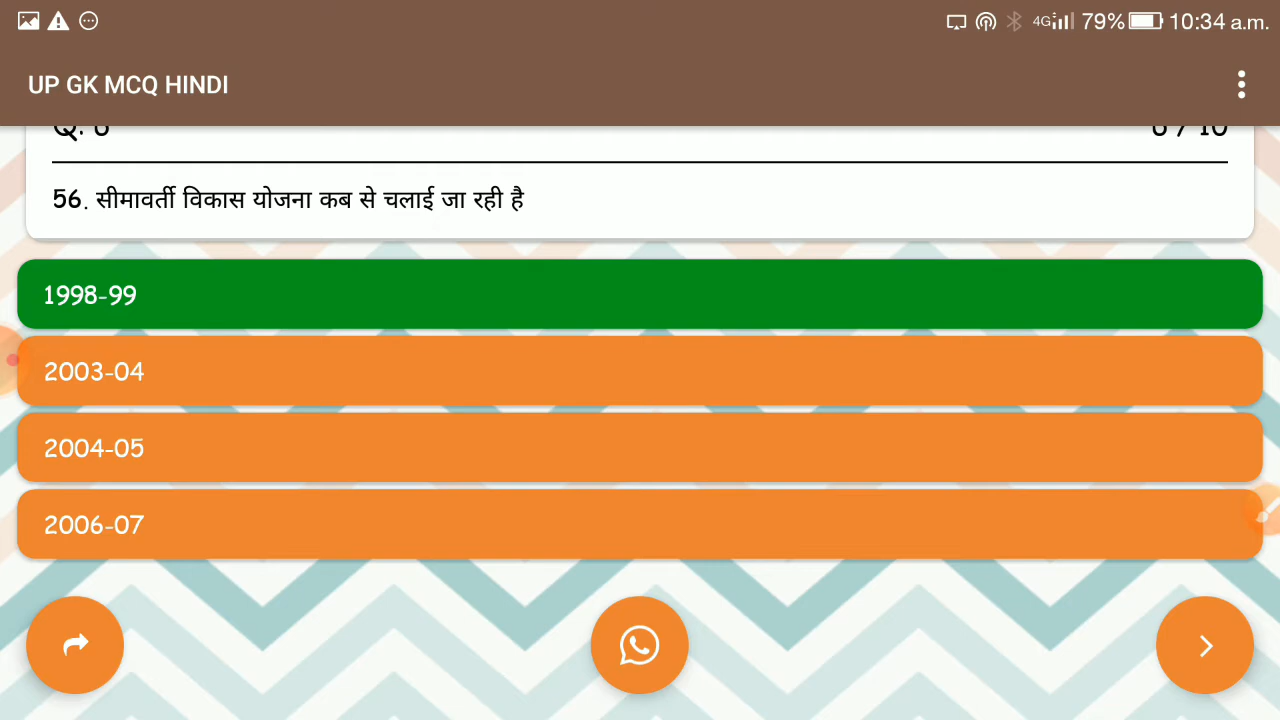 79% 10:34 a.m.
UP GK MCQ HINDI
56. सीमावर्ती विकास योजना कब से चलाई जा रही है
1998-99
2003-04
2004-05
2006-07